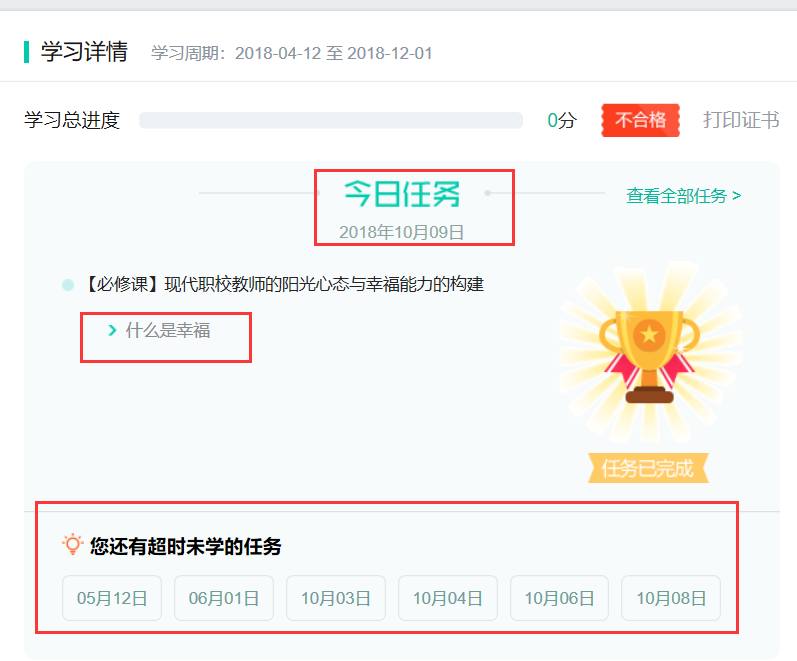 学习详情 学习周期：2018-04-12 至 2018-12-01
学习总进度 0分 不合格 打印证书
今日任务 查看全部任务 >
2018年10月09日
【必修课】现代职校教师的阳光心态与幸福能力的构建
什么是幸福
任务已完成
您还有超时未学的任务
05月12日 06月01日 10月03日 10月04日 10月06日 10月08日